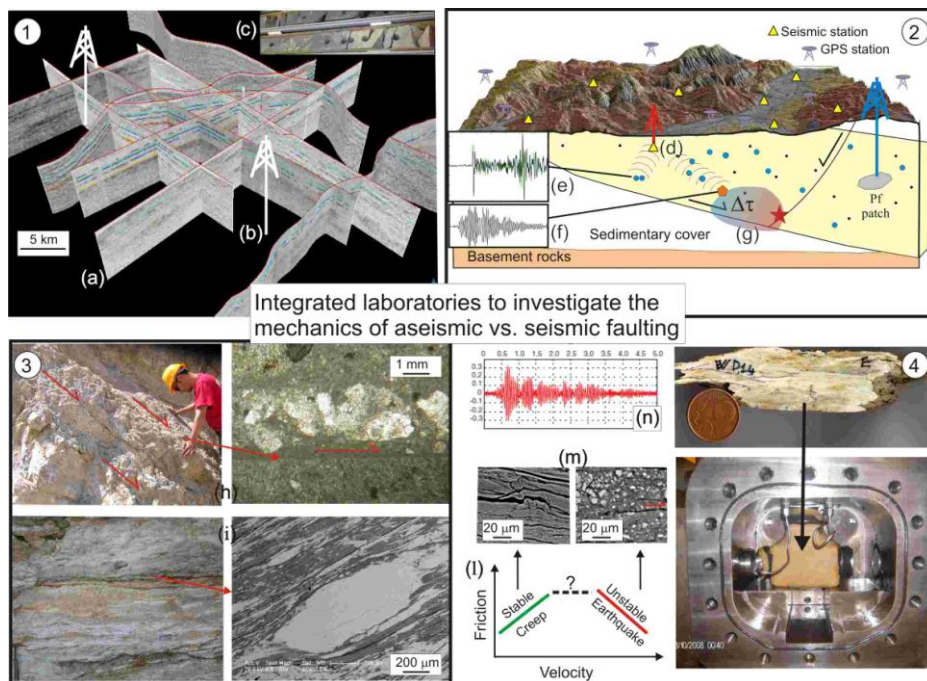 1
(c)
(b)
(a)
5 km
2
Seismic station
GPS station
(d)
(e)
(f)
Δτ
(g)
Pf
patch
Sedimentary cover
Basement rocks
Integrated laboratories to investigate the
mechanics of aseismic vs. seismic faulting
3
(h)
1 mm
(i)
200 μm
0 0.5 1.0 1.5 2.0 2.5 3.0 3.5 4.0 4.5 5.0
0.3
0.2
0.1
0
-0.1
-0.2
-0.3
(n)
(m)
20 μm
20 μm
(l)
Friction
Stable
Creep
?
Unstable
Earthquake
Velocity
4
WD14
E
/10/2008 00:40